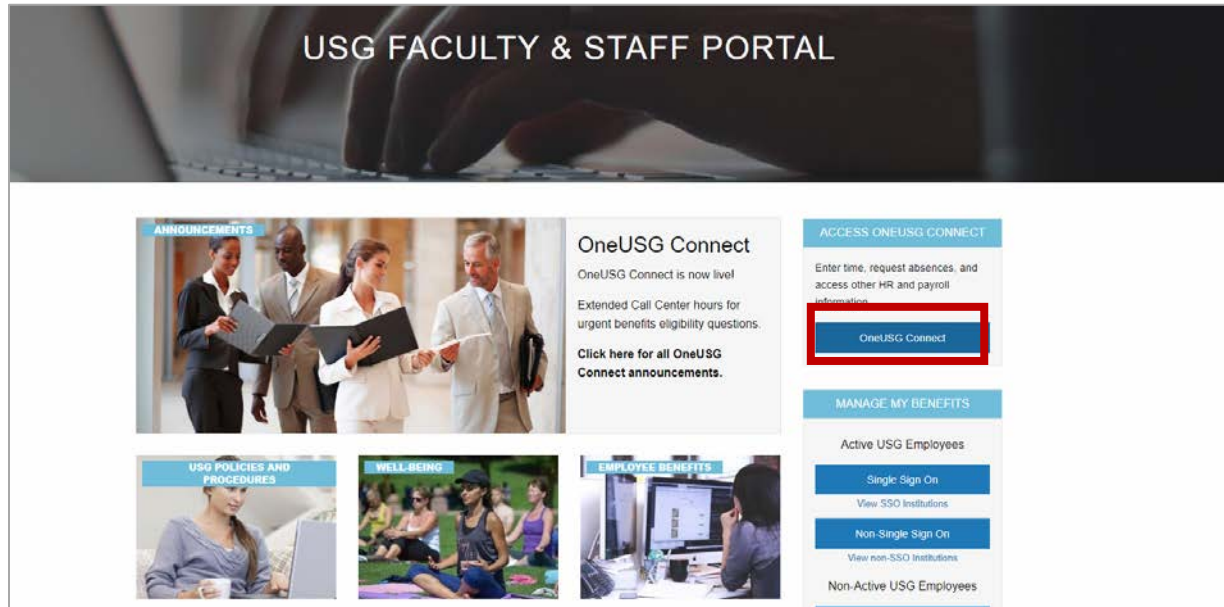 USG FACULTY & STAFF PORTAL
ANNOUNCEMENTS
OneUSG Connect
OneUSG Connect is now live!
Extended Call Center hours for
urgent benefits eligibility questions.
Click here for all OneUSG
Connect announcements.
ACCESS ONEUSG CONNECT
Enter time, request absences, and
access other HR and payroll
information
OneUSG Connect
USG POLICIES AND
PROCEDURES
WELL-BEING
EMPLOYEE BENEFITS
MANAGE MY BENEFITS
Active USG Employees
Single Sign On
View SSO Institutions
Non-Single Sign On
View non-SSO Institutions
Non-Active USG Employees